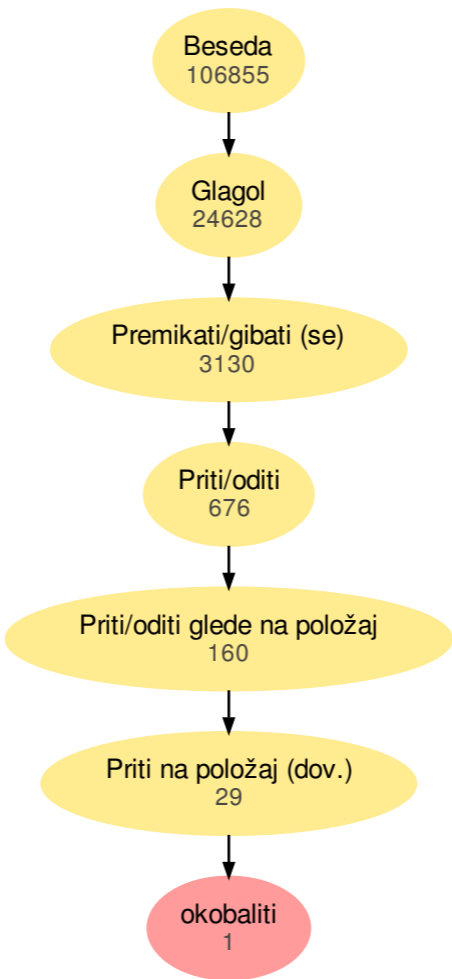 Beseda
106855
Glagol
24628
Premikati/gibati (se)
3130
Priti/oditi
676
Priti/oditi glede na položaj
160
Priti na položaj (dov.)
29
okobaliti
1